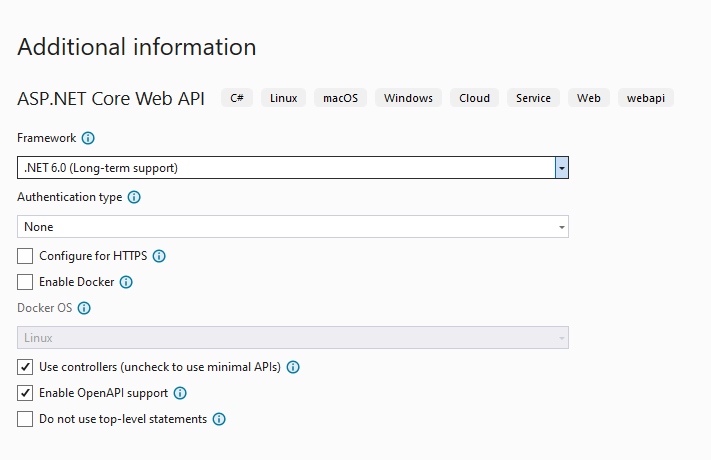 Additional information
ASP.NET Core Web API C# Linux macOS Windows Cloud Service Web webapi
Framework
.NET 6.0 (Long-term support)
Authentication type
None
Configure for HTTPS
Enable Docker
Docker OS
Linux
Use controllers (uncheck to use minimal APIs)
Enable OpenAPI support
Do not use top-level statements